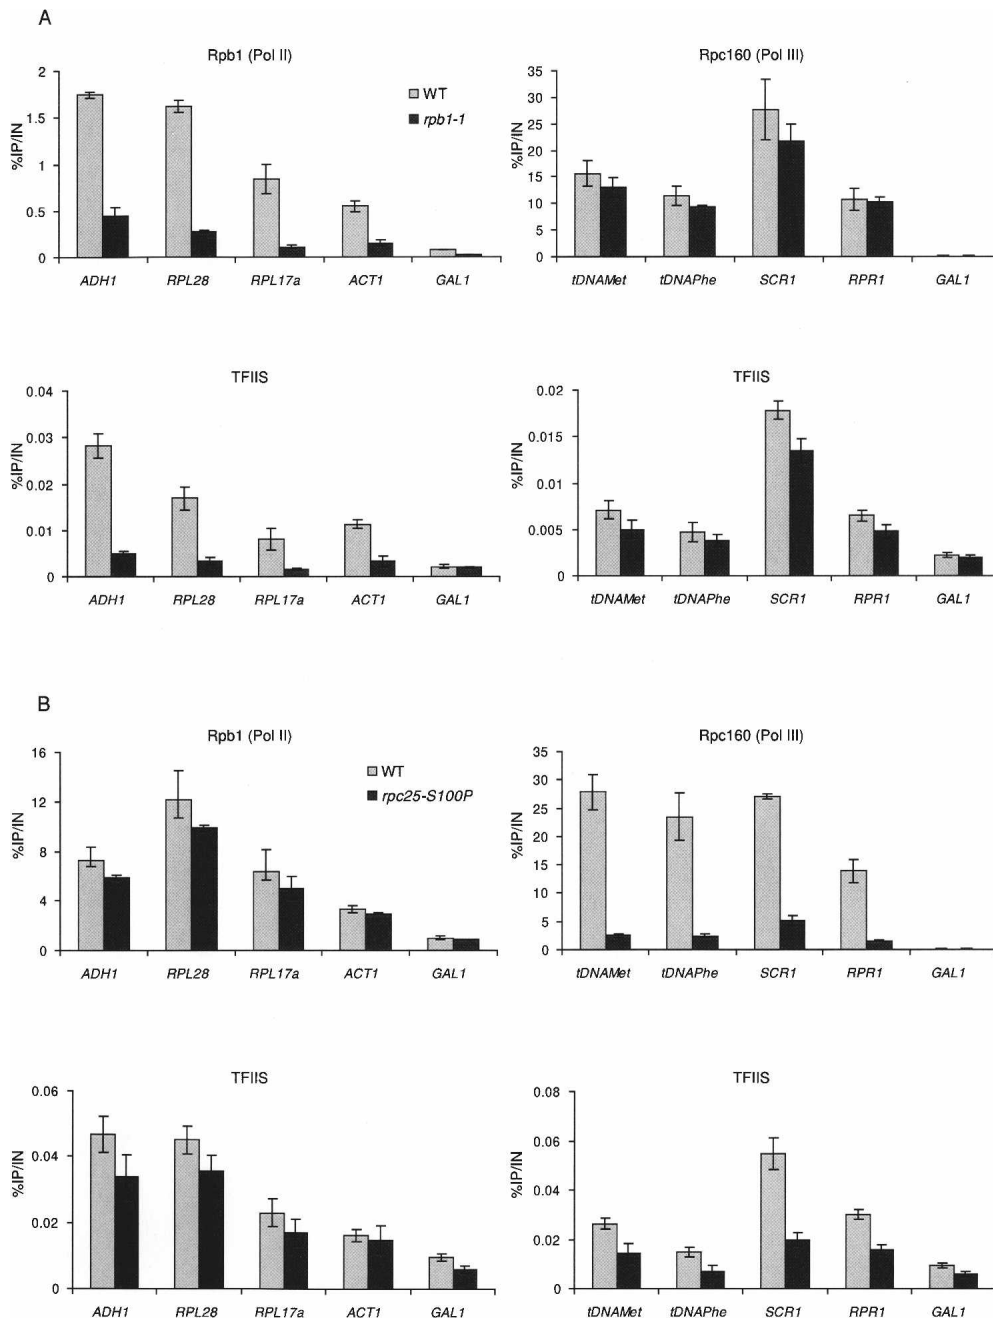 A
Rpb1 (Pol II)
%IP/IN
2
1.5
1
0.5
0
WT
rpb1-1
ADH1 RPL28 RPL17a ACT1 GAL1
Rpc160 (Pol III)
%IP/IN
35
30
25
20
15
10
5
0
tDNAMet tDNAPhe SCR1 RPR1 GAL1
TFIIS
%IP/IN
0.04
0.03
0.02
0.01
0
ADH1 RPL28 RPL17a ACT1 GAL1
TFIIS
%IP/IN
0.02
0.015
0.01
0.005
0
tDNAMet tDNAPhe SCR1 RPR1 GAL1
B
Rpb1 (Pol II)
%IP/IN
16
12
8
4
0
WT
rpc25-S100P
ADH1 RPL28 RPL17a ACT1 GAL1
Rpc160 (Pol III)
%IP/IN
35
30
25
20
15
10
5
0
tDNAMet tDNAPhe SCR1 RPR1 GAL1
TFIIS
%IP/IN
0.06
0.04
0.02
0
ADH1 RPL28 RPL17a ACT1 GAL1
TFIIS
%IP/IN
0.08
0.06
0.04
0.02
0
tDNAMet tDNAPhe SCR1 RPR1 GAL1